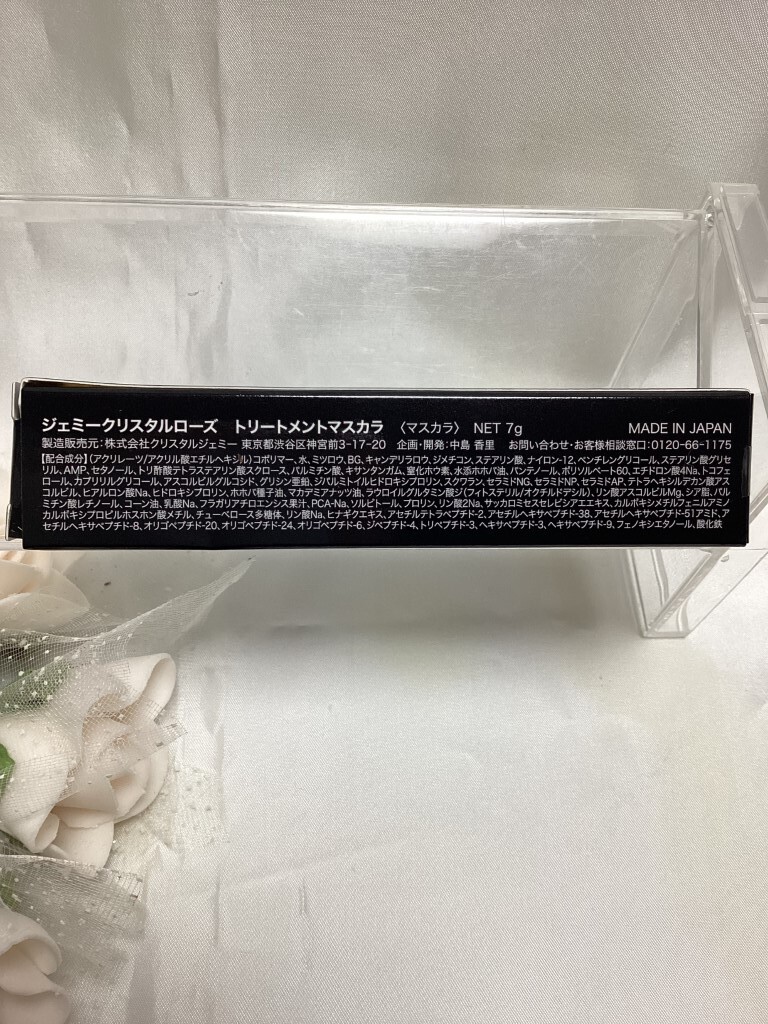 ジェミークリスタルローズ　トリートメントマスカラ　〈マスカラ〉　NET 7g　MADE IN JAPAN
製造販売元：株式会社クリスタルジェミー 東京都渋谷区神宮前3-17-20　企画・開発：中島 香里　お問い合わせ・お客様相談窓口：0120-66-1175
【配合成分】（アクリレーツ/アクリル酸エチルヘキシル）コポリマー、水、ミツロウ、BG、キャンデリラロウ、ジメチコン、ステアリン酸、ナイロン-12、ペンチレングリコール、ステアリン酸グリセ
リル、AMP、セタノール、トリ酢酸テトラステアリン酸スクロース、パルミチン酸、キサンタンガム、窒化ホウ素、水添ホホバ油、パンテノール、ポリソルベート60、エチドロン酸4Na、トコフェ
ロール、カプリリルグリコール、アスコルビルグルコシド、グリシン亜鉛、ジパルミトイルヒドロキシプロリン、スクワラン、セラミドNG、セラミドNP、セラミドAP、テトラヘキシルデカン酸アス
コルビル、ヒアルロン酸Na、ヒドロキシプロリン、ホホバ種子油、マカデミアナッツ油、ラウロイルグルタミン酸ジ（フィトステリル/オクチルドデシル）、リン酸アスコルビルMg、シア脂、パル
ミチン酸レチノール、コーン油、乳酸Na、フラガリアチロエンシス果汁、PCA-Na、ソルビトール、プロリン、リン酸2Na、サッカロミセスセレビシアエエキス、カルボキシメチルフェニルアミノ
カルボキシプロピルホスホン酸メチル、チューベロース多糖体、リン酸Na、ヒナギクエキス、アセチルテトラペプチド-2、アセチルヘキサペプチド-38、アセチルヘキサペプチド-51アミド、ア
セチルヘキサペプチド-8、オリゴペプチド-20、オリゴペプチド-24、オリゴペプチド-6、ジペプチド-4、トリペプチド-3、ヘキサペプチド-3、ヘキサペプチド-9、フェノキシエタノール、酸化鉄